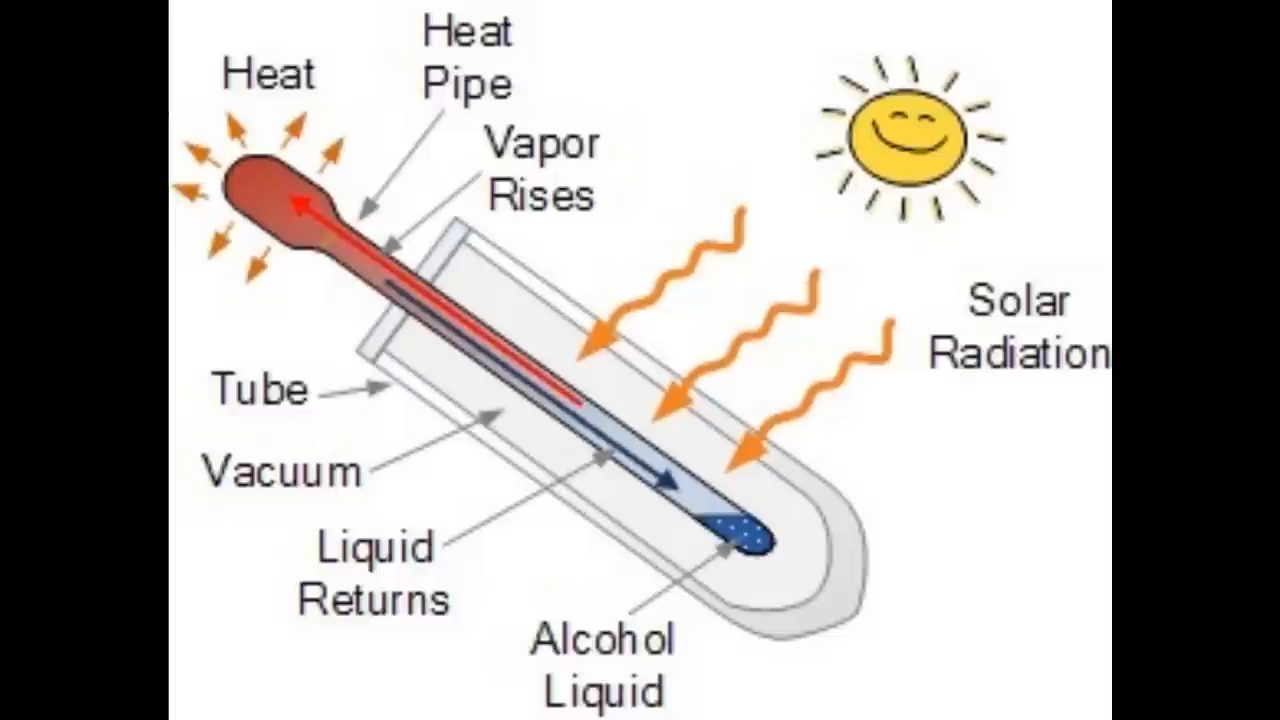 Heat
Pipe
Heat
Vapor
Rises
Solar
Radiation
Tube
Vacuum
Liquid
Returns
Alcohol
Liquid